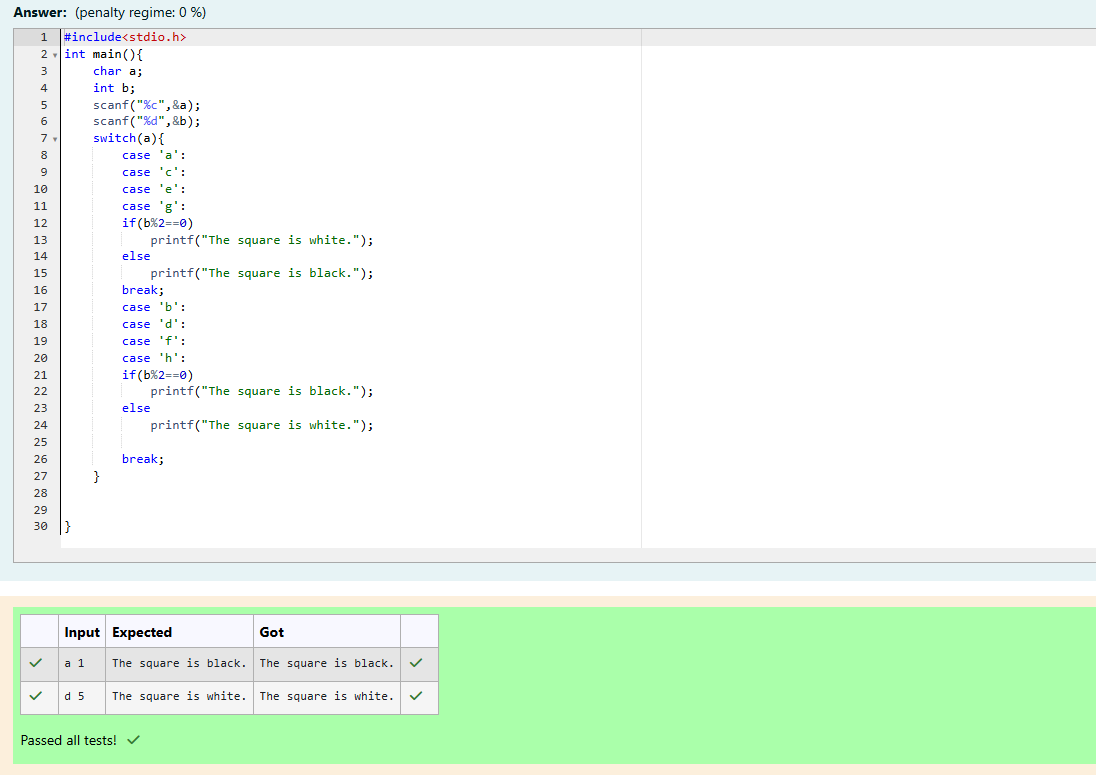 Answer: (penalty regime: 0 %)
1 #include<stdio.h>
2 int main(){
3     char a;
4     int b;
5     scanf("%c",&a);
6     scanf("%d",&b);
7     switch(a){
8         case 'a':
9         case 'c':
10         case 'e':
11         case 'g':
12         if(b%2==0)
13             printf("The square is white.");
14         else
15             printf("The square is black.");
16         break;
17         case 'b':
18         case 'd':
19         case 'f':
20         case 'h':
21         if(b%2==0)
22             printf("The square is black.");
23         else
24             printf("The square is white.");
25
26         break;
27     }
28
29
30 }
Input Expected Got
a 1 The square is black. The square is black.
d 5 The square is white. The square is white.
Passed all tests!